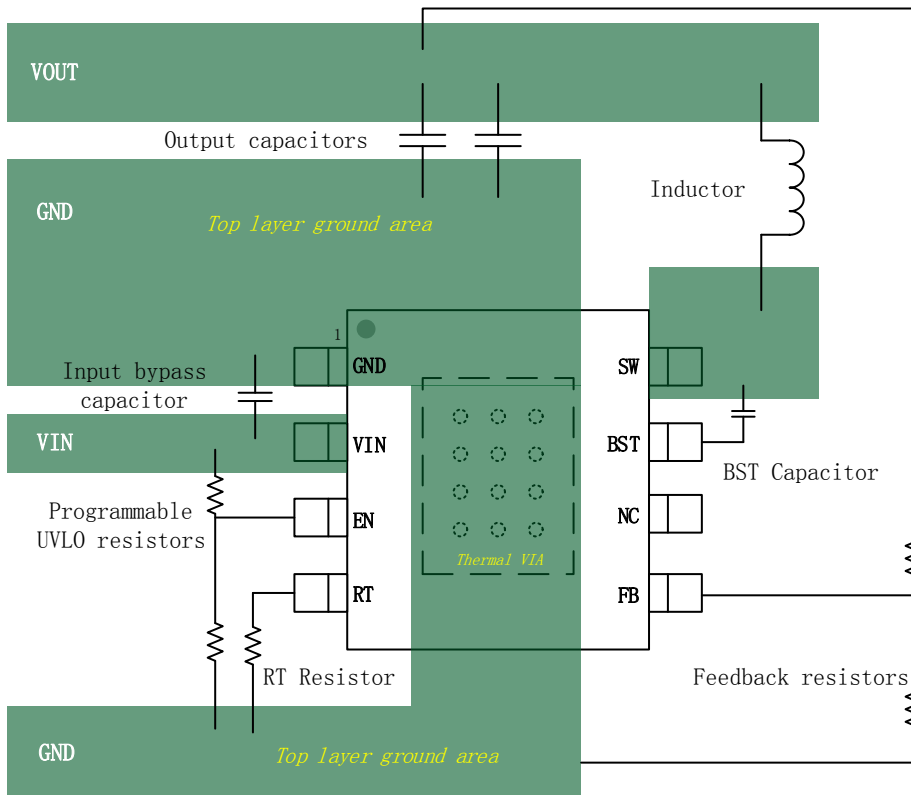 VOUT
Output capacitors
Inductor
GND
Top layer ground area
1
GND
SW
Input bypass
capacitor
VIN
VIN
BST
BST Capacitor
Programmable
UVLO resistors
EN
NC
Thermal VIA
RT
FB
RT Resistor
Feedback resistors
GND
Top layer ground area